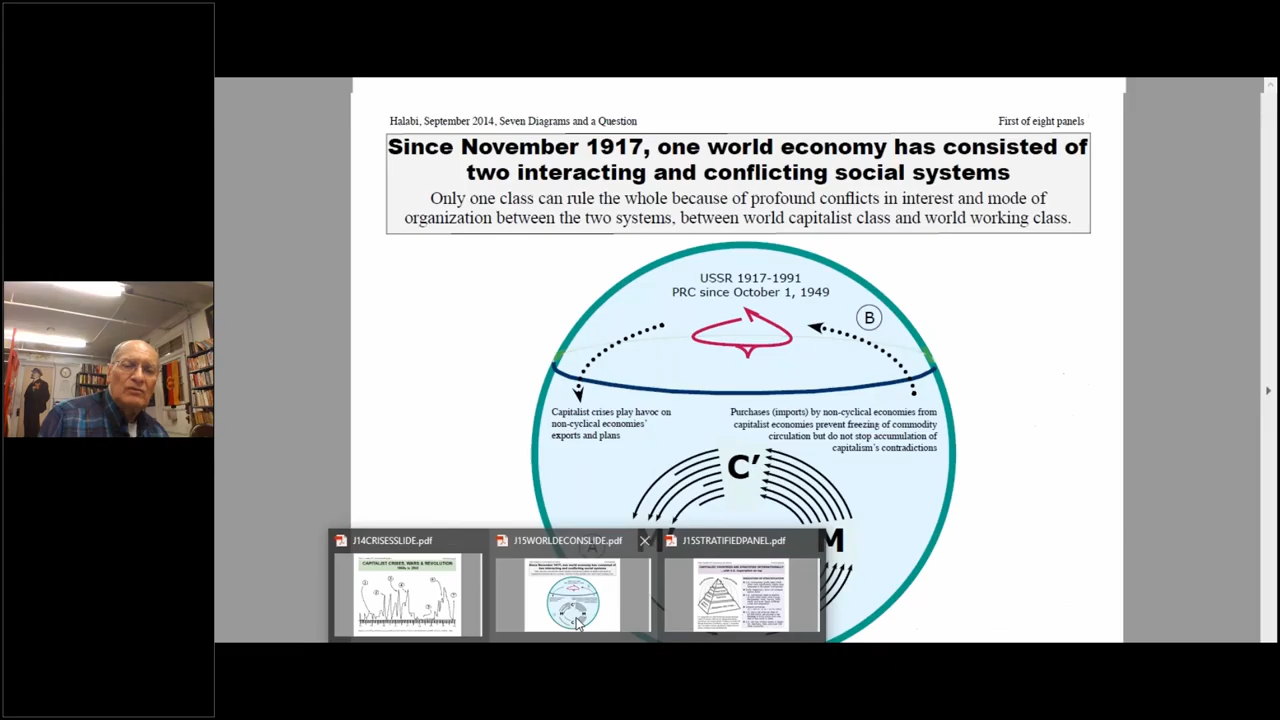 Halabi, September 2014, Seven Diagrams and a Question
First of eight panels
Since November 1917, one world economy has consisted of
two interacting and conflicting social systems
Only one class can rule the whole because of profound conflicts in interest and mode of
organization between the two systems, between world capitalist class and world working class.
USSR 1917-1991
PRC since October 1, 1949
B
Capitalist crises play havoc on
non-cyclical economies'
exports and plans
Purchases (imports) by non-cyclical economies from
capitalist economies prevent freezing of commodity
circulation but do not stop accumulation of
capitalism's contradictions
C′
M′
M
A
J14CRISESSLIDE.pdf
J15WORLDECONSLIDE.pdf
J15STRATIFIEDPANEL.pdf
CAPITALIST CRISES, WARS & REVOLUTION